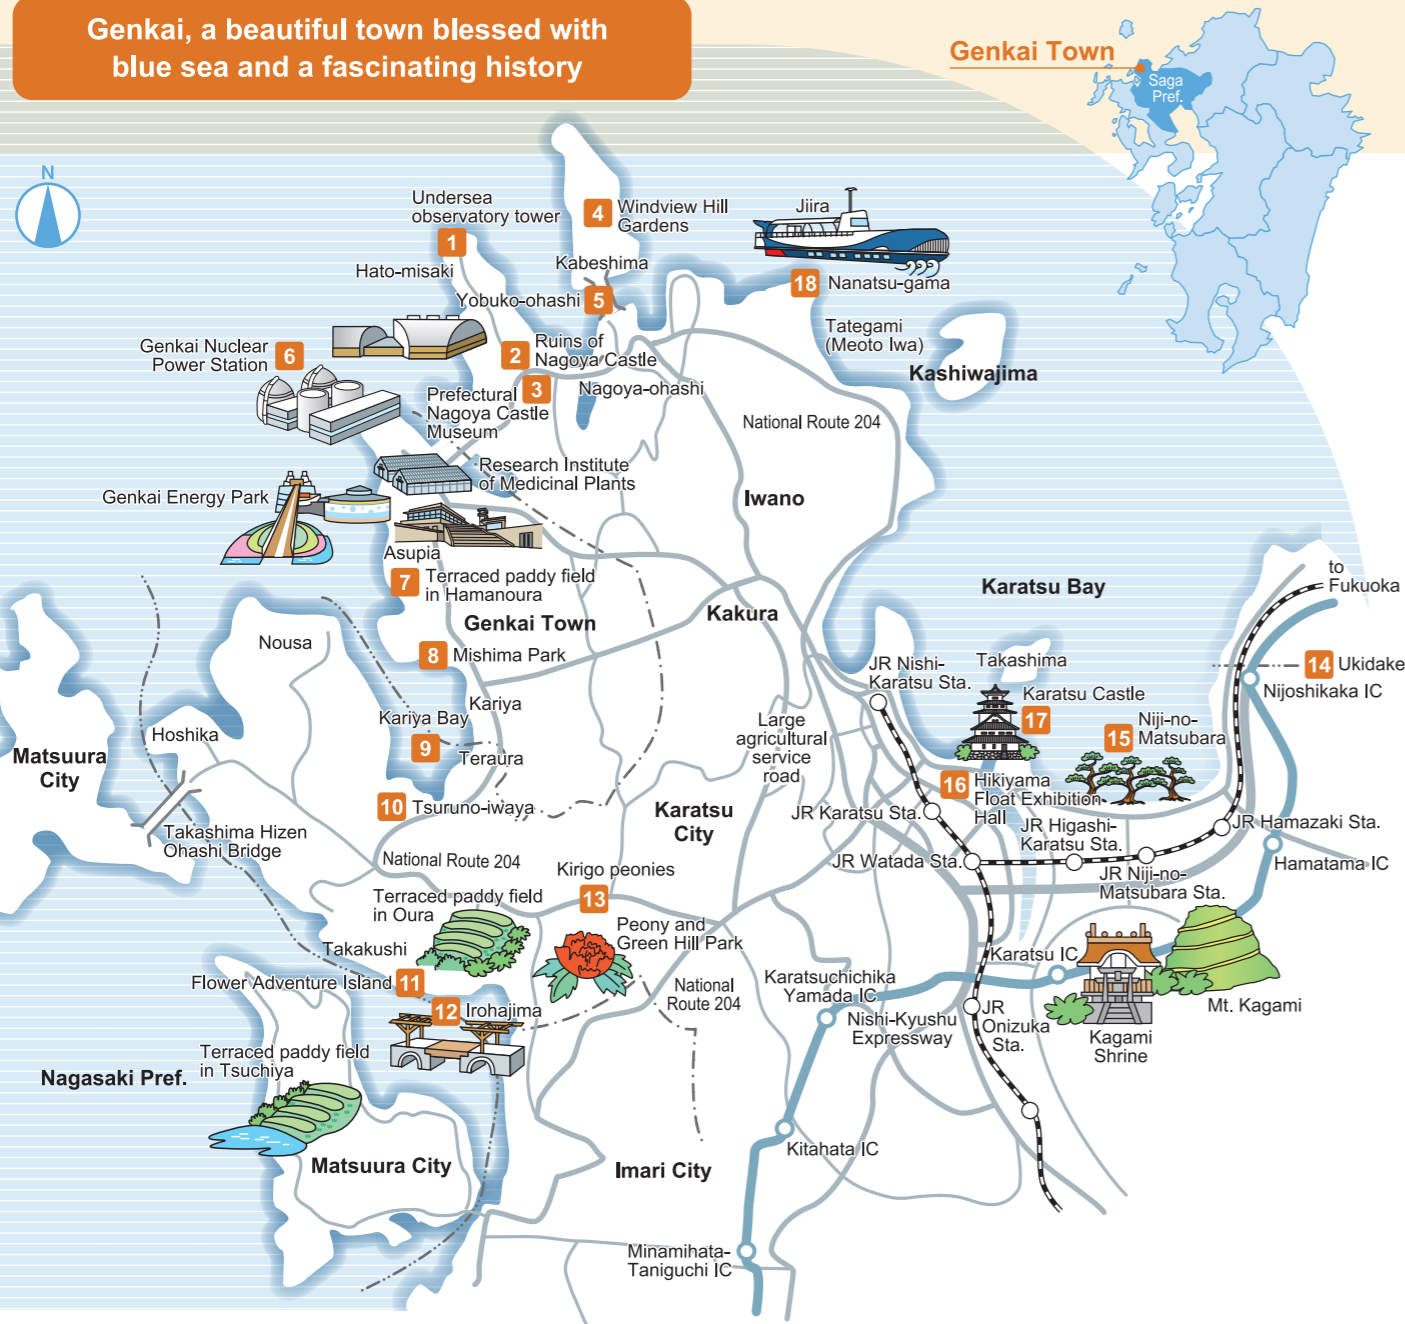 Genkai, a beautiful town blessed with
blue sea and a fascinating history
Genkai Town
Saga
Pref.
N
Undersea
observatory tower
1
Hato-misaki
4
Windview Hill
Gardens
Kabeshima
Yobuko-ohashi
5
Jiira
18
Nanatsu-gama
Tategami
(Meoto Iwa)
Kashiwajima
Genkai Nuclear
Power Station
6
2
Ruins of
Nagoya Castle
3
Prefectural
Nagoya Castle
Museum
Nagoya-ohashi
National Route 204
Research Institute
of Medicinal Plants
Genkai Energy Park
Iwano
Asupia
7
Terraced paddy field
in Hamanoura
Genkai Town
Kakura
Karatsu Bay
to
Fukuoka
8
Mishima Park
Nousa
Kariya
Kariya Bay
9
Teraura
Hoshika
Matsuura
City
10
Tsuruno-iwaya
Takashima Hizen
Ohashi Bridge
Large
agricultural
service
road
Karatsu
City
JR Nishi-
Karatsu Sta.
Takashima
Karatsu Castle
17
14
Ukidake
Nijoshikaka IC
15
Niji-no-
Matsubara
16
Hikiyama
Float Exhibition
Hall
JR Karatsu Sta.
JR Higashi-
Karatsu Sta.
JR Hamazaki Sta.
JR Watada Sta.
JR Niji-no-
Matsubara Sta.
Hamatama IC
National Route 204
Kirigo peonies
13
Terraced paddy field
in Oura
Peony and
Green Hill Park
Takakushi
Flower Adventure Island
11
12
Irohajima
National
Route 204
Karatsuchichika
Yamada IC
Nishi-Kyushu
Expressway
Karatsu IC
JR
Onizuka
Sta.
Kagami
Shrine
Mt. Kagami
Terraced paddy field
in Tsuchiya
Nagasaki Pref.
Matsuura City
Imari City
Kitahata IC
Minamihata-
Taniguchi IC